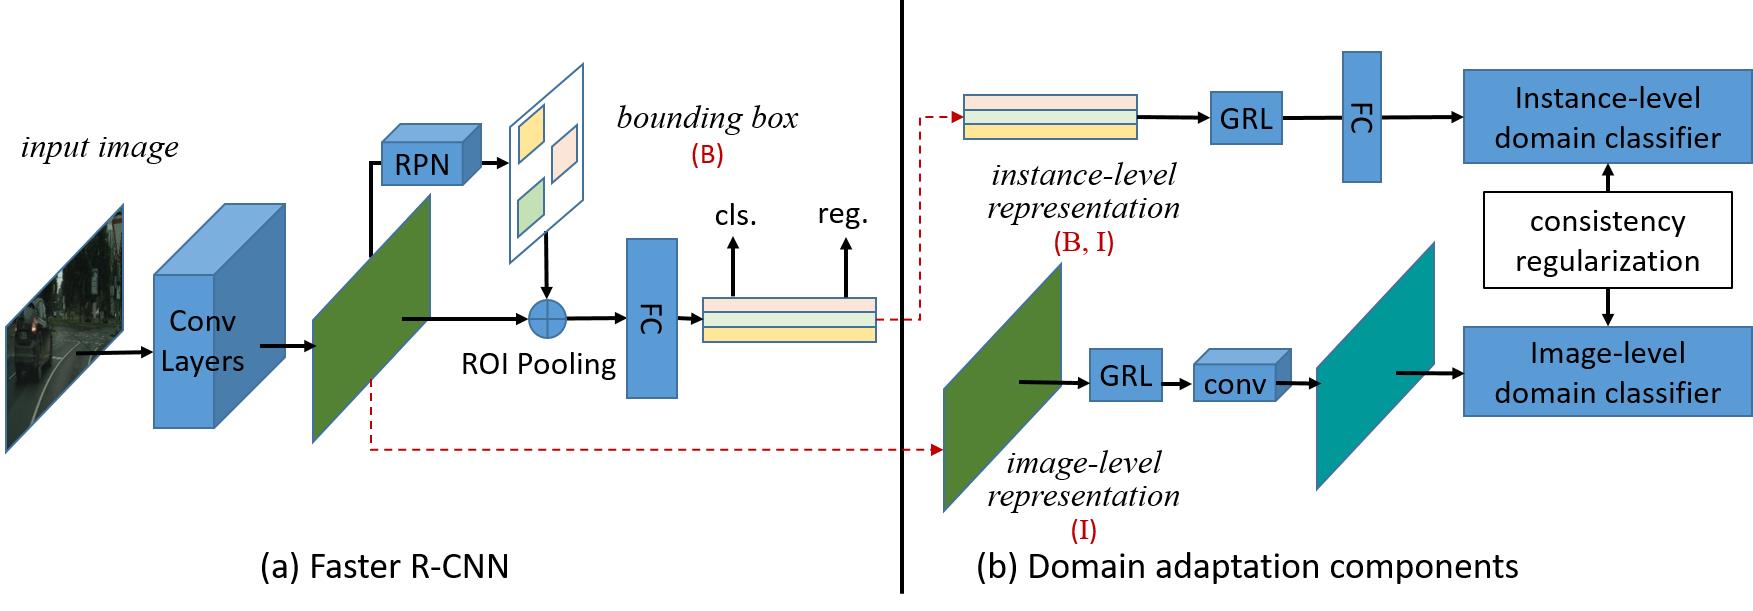 input image
Conv
Layers
RPN
bounding box
(B)
cls.
reg.
ROI Pooling
FC
(a) Faster R-CNN
instance-level
representation
(B, I)
GRL
FC
Instance-level
domain classifier
consistency
regularization
image-level
representation
(I)
GRL
conv
Image-level
domain classifier
(b) Domain adaptation components